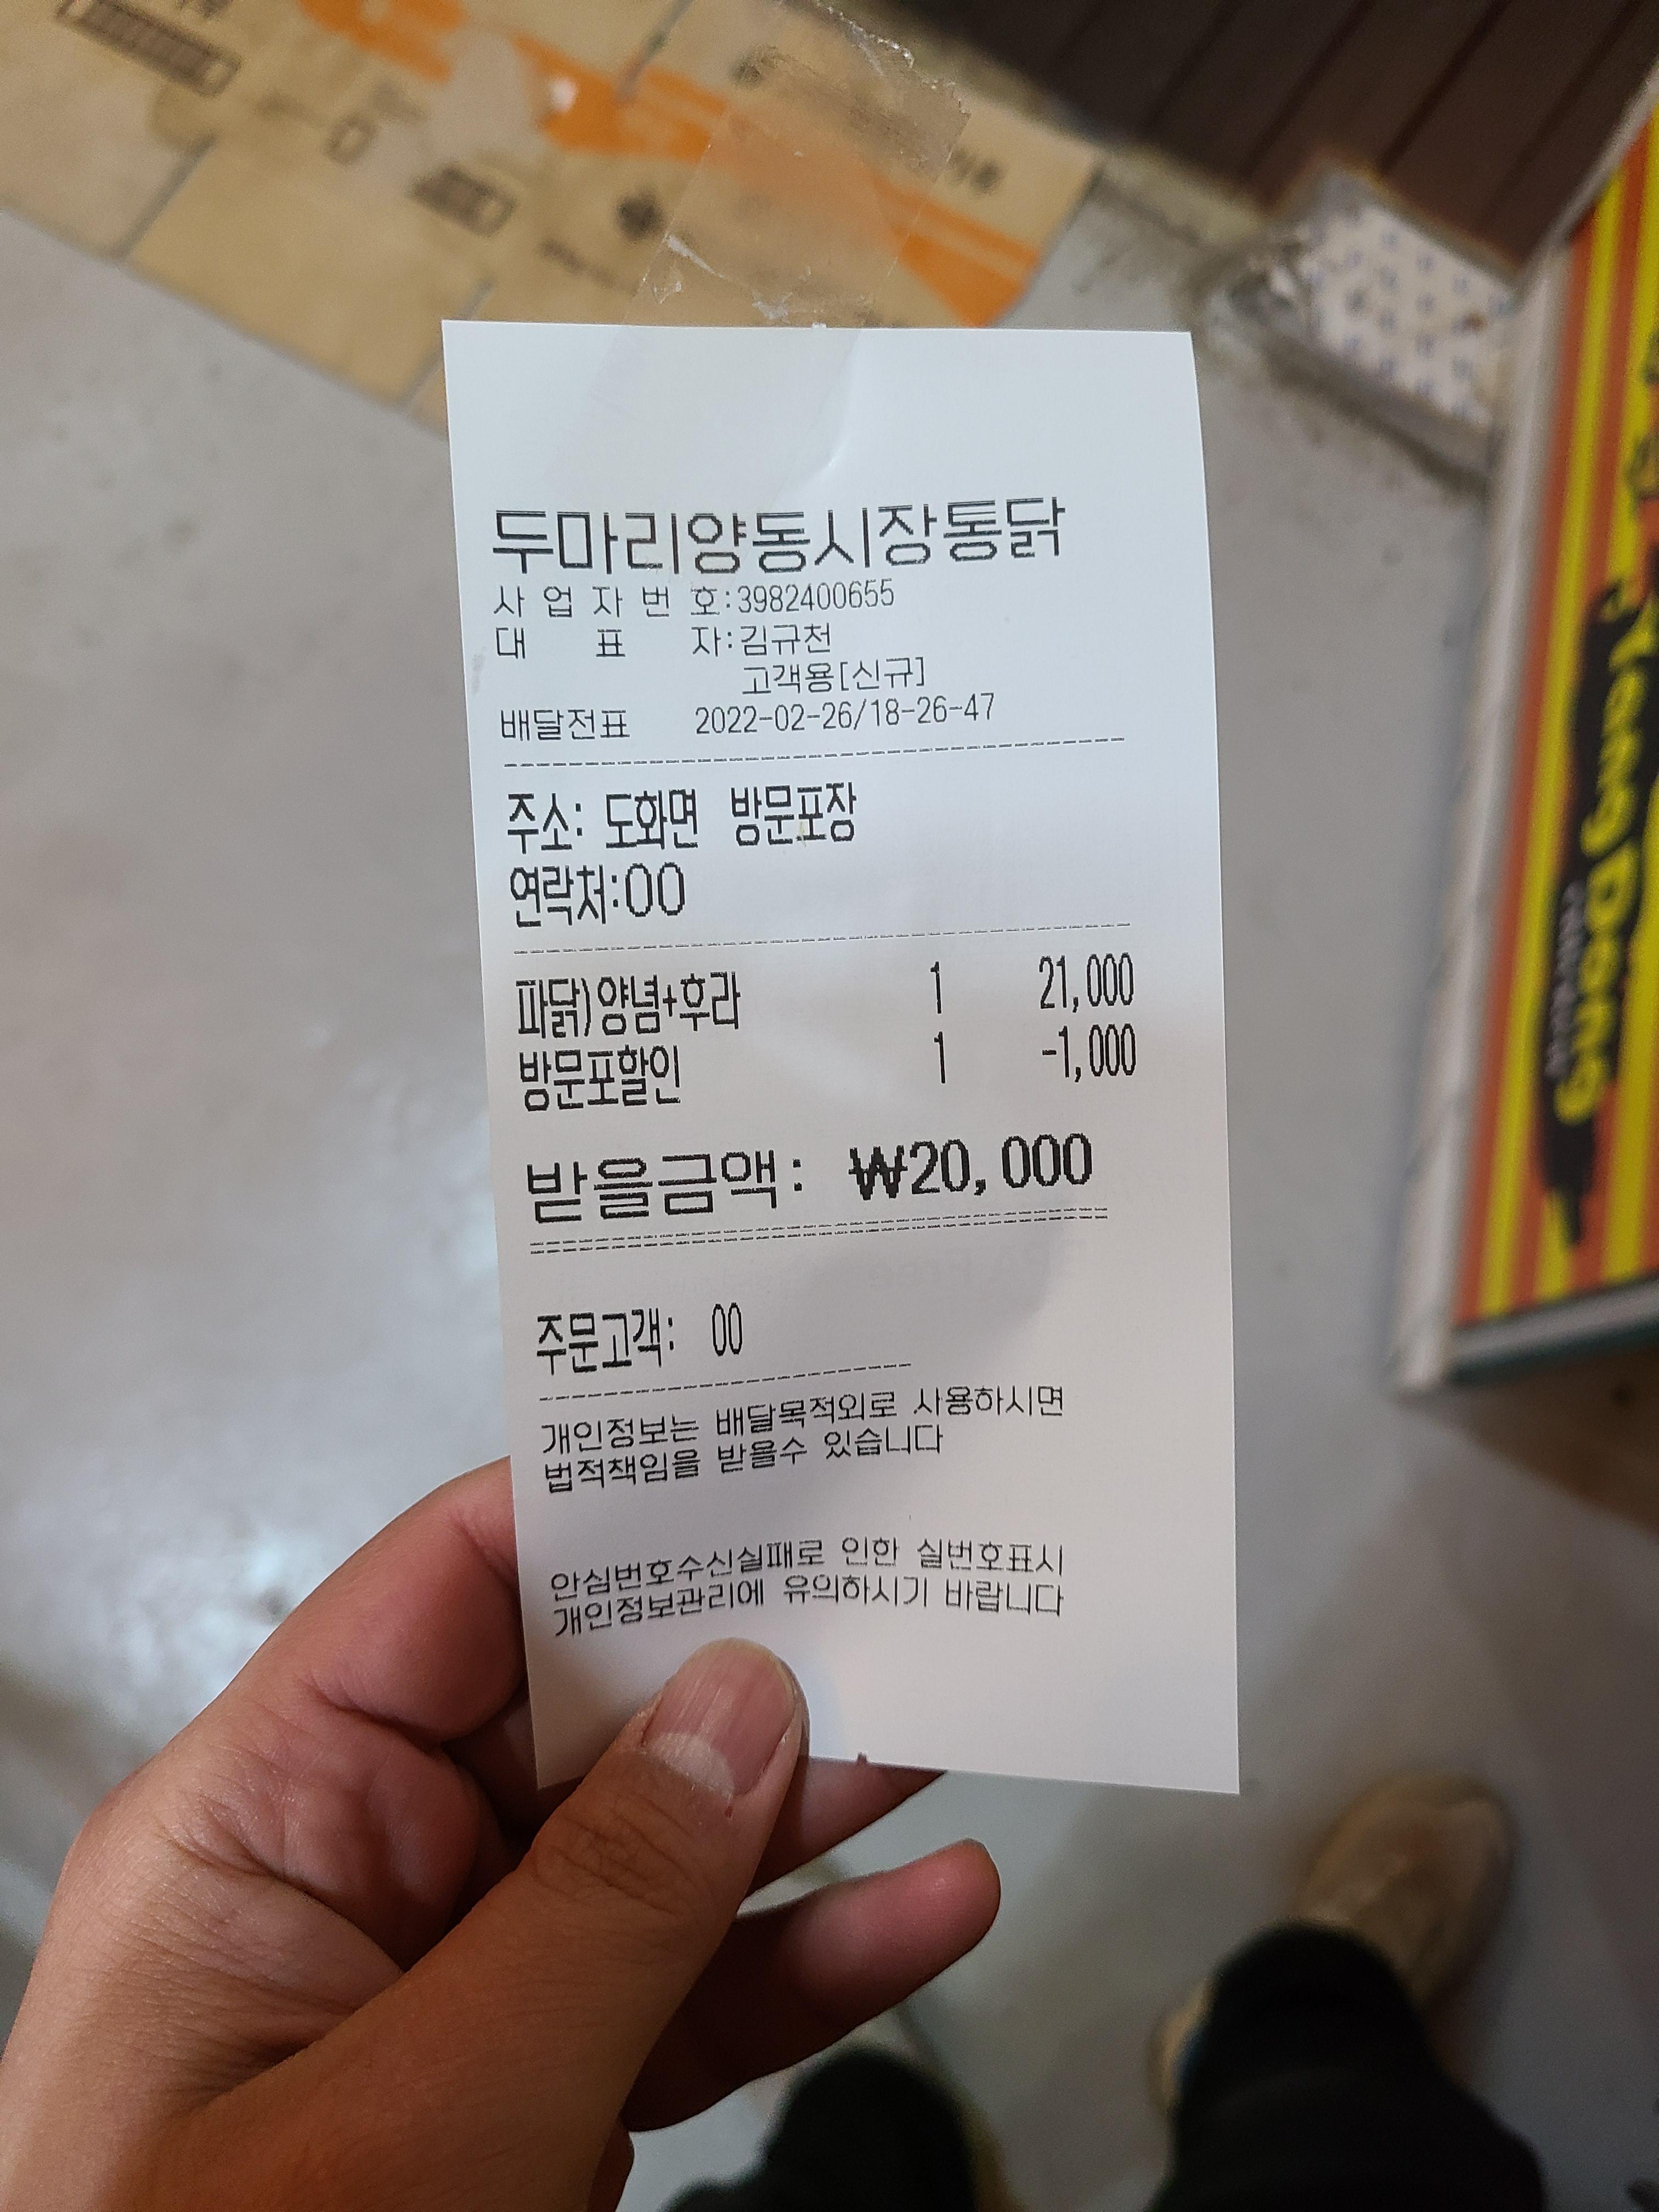 두마리양동시장통닭
사 업 자 번 호:3982400655
대 표 자:김규천
고객용[신규]
배달전표 2022-02-26/18-26-47
주소: 도화면 방문포장
연락처:00
파닭)양념+후라 1 21,000
방문포할인 1 -1,000
받을금액: ₩20,000
주문고객: 00
개인정보는 배달목적외로 사용하시면
법적책임을 받을수 있습니다
안심번호수신실패로 인한 실번호표시
개인정보관리에 유의하시기 바랍니다
Yang Dong